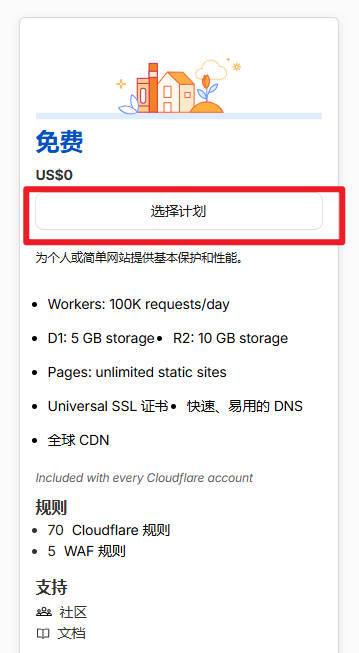 免费
US$0
选择计划
为个人或简单网站提供基本保护和性能。
• Workers: 100K requests/day
• D1: 5 GB storage• R2: 10 GB storage
• Pages: unlimited static sites
• Universal SSL 证书• 快速、易用的 DNS
• 全球 CDN
Included with every Cloudflare account
规则
• 70 Cloudflare 规则
• 5 WAF 规则
支持
社区
文档